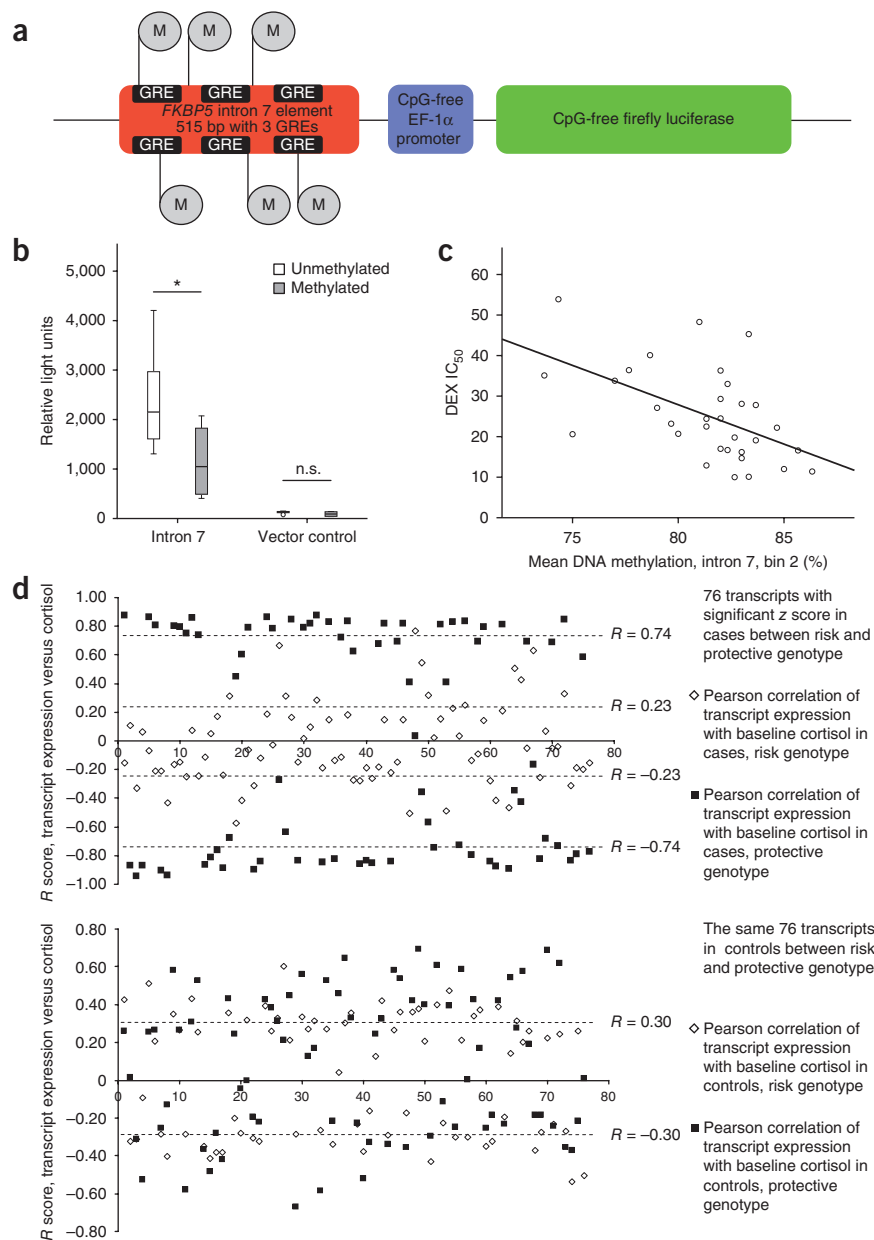 a
M
M
M
GRE
GRE
GRE
FKBP5 intron 7 element
515 bp with 3 GREs
GRE
GRE
GRE
M
M
M
CpG-free
EF-1α
promoter
CpG-free firefly luciferase
b
Relative light units
5,000
4,000
3,000
2,000
1,000
0
*
n.s.
Unmethylated
Methylated
Intron 7
Vector control
c
DEX IC50
60
50
40
30
20
10
0
75
80
85
Mean DNA methylation, intron 7, bin 2 (%)
d
R score, transcript expression versus cortisol
1.00
0.80
0.60
0.40
0.20
0
–0.20
–0.40
–0.60
–0.80
–1.00
0
10
20
30
40
50
60
70
80
R = 0.74
R = 0.23
R = –0.23
R = –0.74
76 transcripts with
significant z score in
cases between risk and
protective genotype
Pearson correlation of
transcript expression
with baseline cortisol in
cases, risk genotype
Pearson correlation of
transcript expression
with baseline cortisol in
cases, protective
genotype
R score, transcript expression versus cortisol
0.80
0.60
0.40
0.20
0
–0.20
–0.40
–0.60
–0.80
0
10
20
30
40
50
60
70
80
R = 0.30
R = –0.30
The same 76 transcripts
in controls between risk
and protective genotype
Pearson correlation of
transcript expression
with baseline cortisol in
controls, risk genotype
Pearson correlation of
transcript expression
with baseline cortisol in
controls, protective
genotype